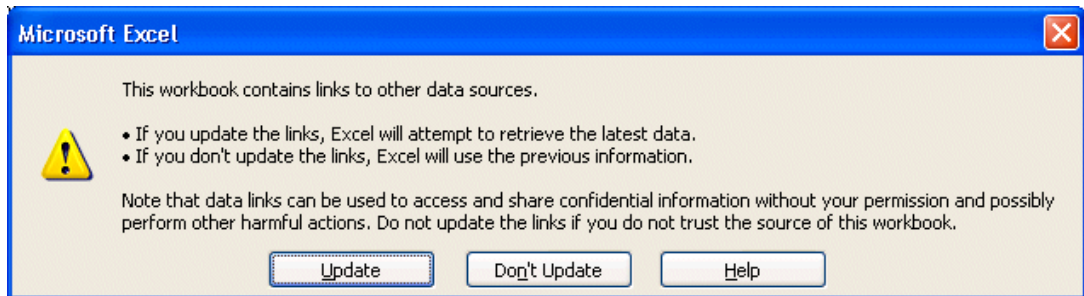 Microsoft Excel
This workbook contains links to other data sources.
• If you update the links, Excel will attempt to retrieve the latest data.
• If you don't update the links, Excel will use the previous information.
Note that data links can be used to access and share confidential information without your permission and possibly
perform other harmful actions. Do not update the links if you do not trust the source of this workbook.
Update Don't Update Help